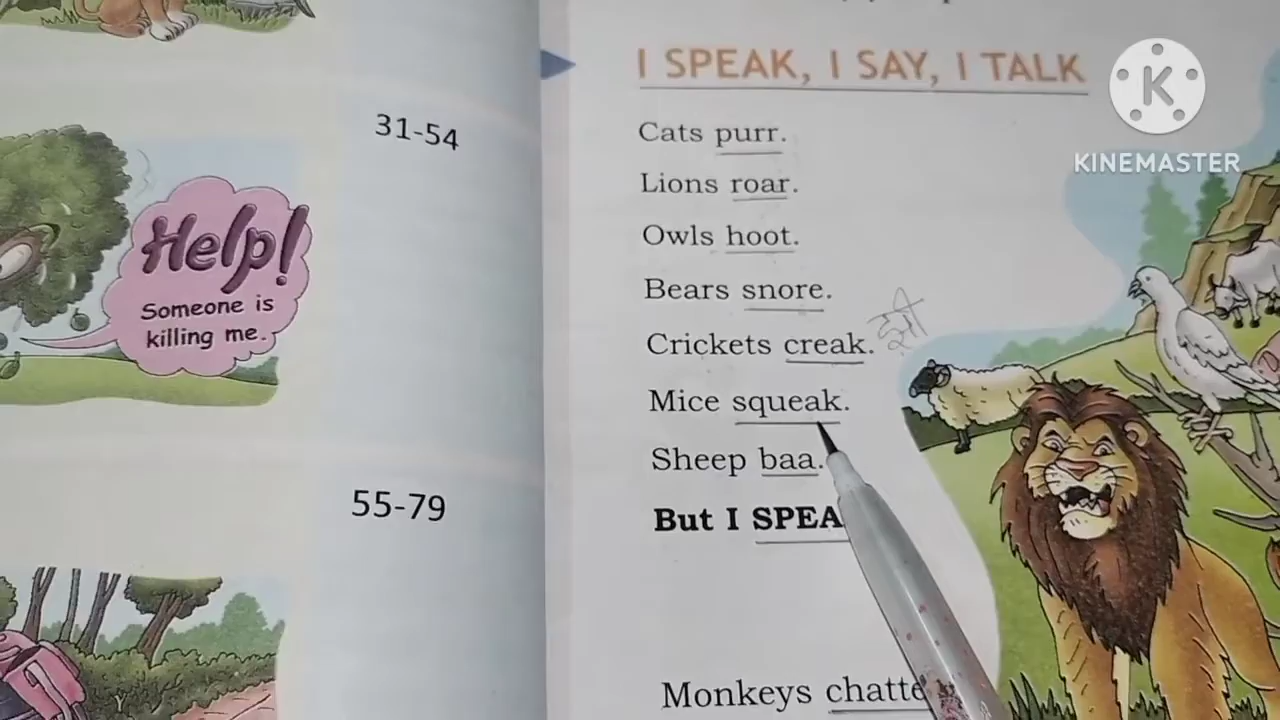 31-54
Help!
Someone is
killing me.
55-79
I SPEAK, I SAY, I TALK
Cats purr.
Lions roar.
Owls hoot.
Bears snore.
Crickets creak.
Mice squeak.
Sheep baa.
But I SPEA
Monkeys chatte
K
KINEMASTER